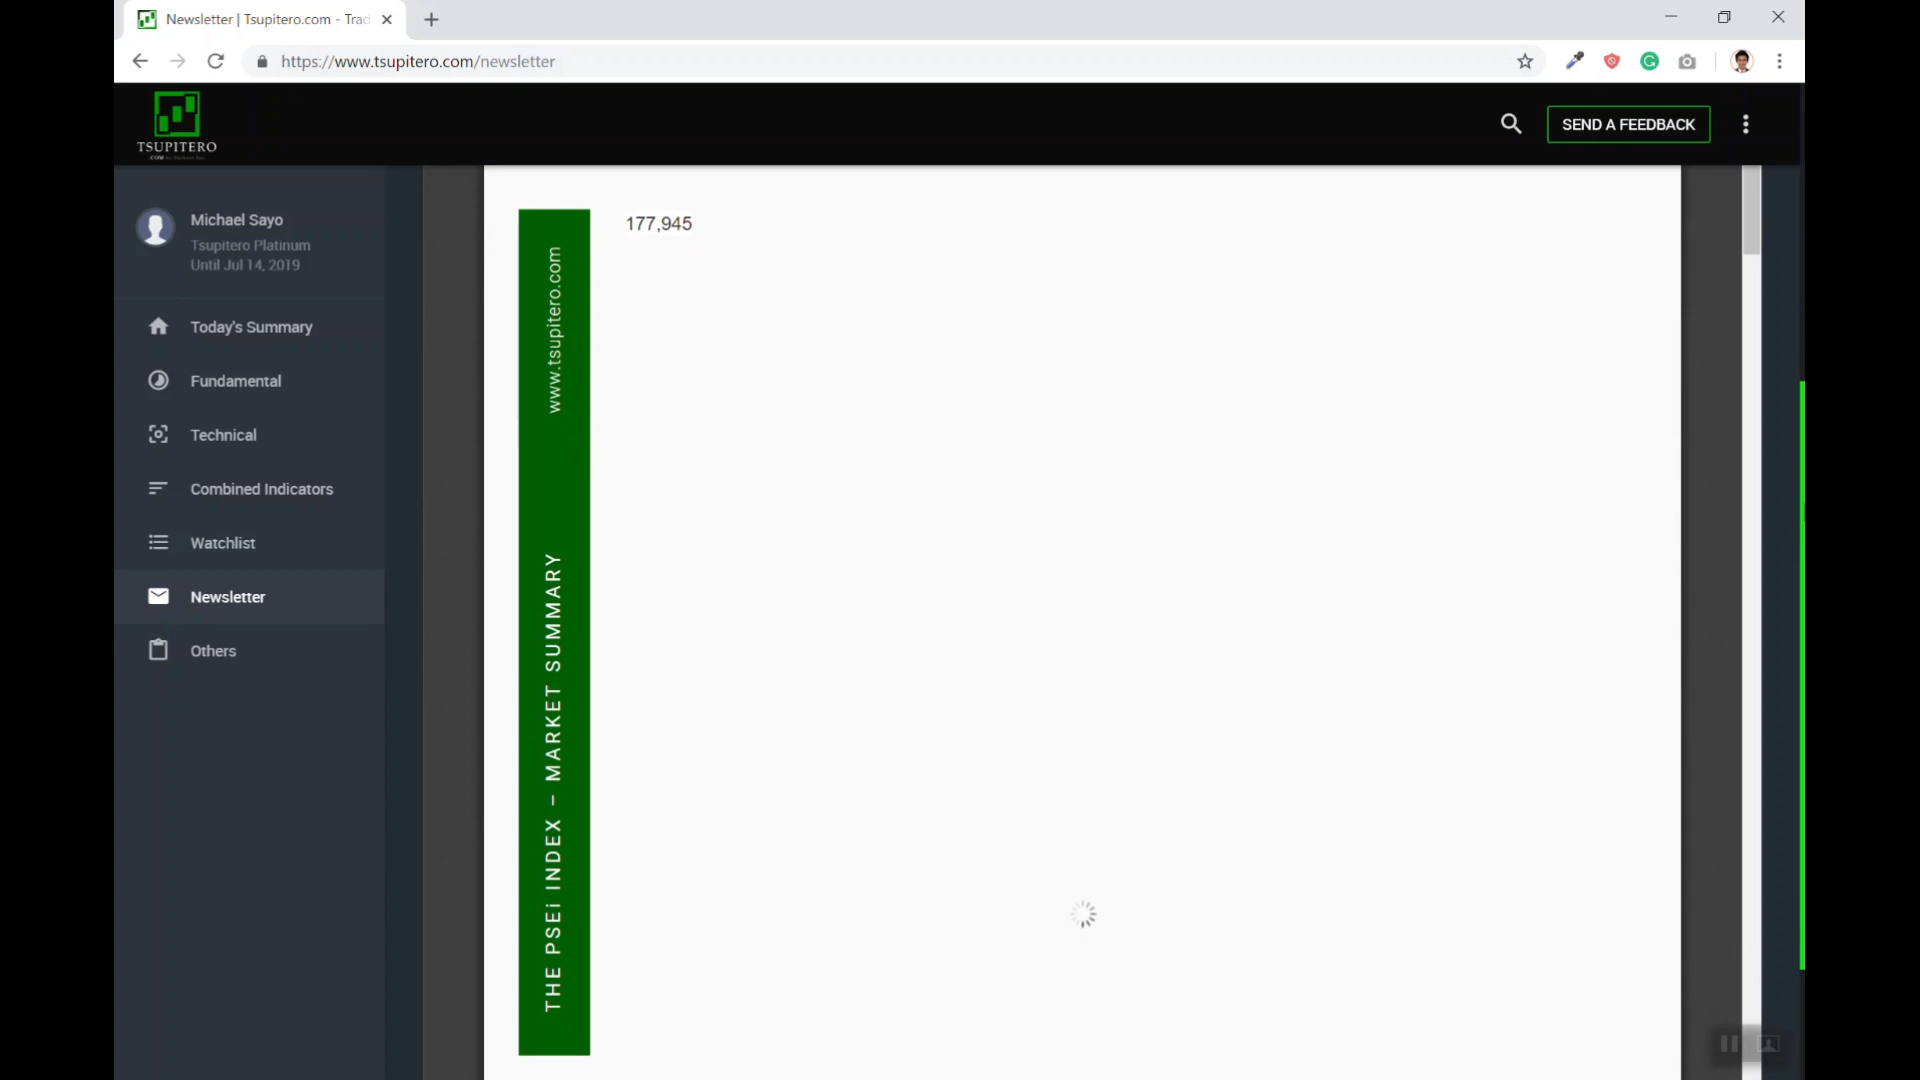 Newsletter | Tsupitero.com - Trad
https://www.tsupitero.com/newsletter
TSUPITERO
SEND A FEEDBACK
Michael Sayo
Tsupitero Platinum
Until Jul 14, 2019
Today's Summary
Fundamental
Technical
Combined Indicators
Watchlist
Newsletter
Others
177,945
www.tsupitero.com
THE PSEi INDEX – MARKET SUMMARY